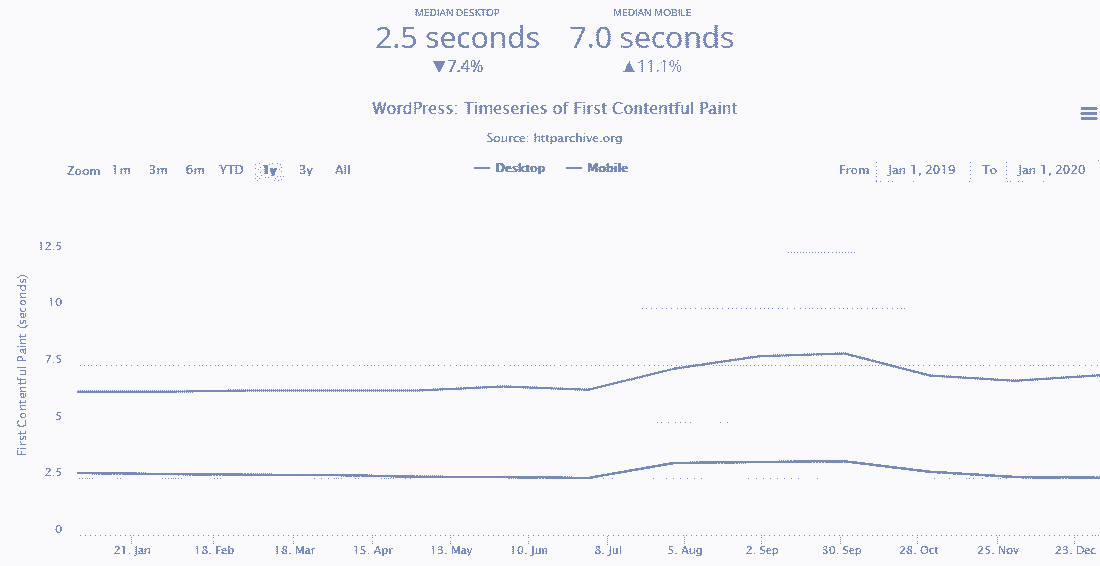 MEDIAN DESKTOP MEDIAN MOBILE
2.5 seconds 7.0 seconds
▼7.4% ▲11.1%
WordPress: Timeseries of First Contentful Paint
Source: httparchive.org
Zoom 1m 3m 6m YTD 1y 3y All Desktop Mobile From Jan 1, 2019 To Jan 1, 2020
First Contentful Paint (seconds)
12.5
10
7.5
5
2.5
0
21. Jan 18. Feb 18. Mar 15. Apr 13. May 10. Jun 8. Jul 5. Aug 2. Sep 30. Sep 28. Oct 25. Nov 23. Dec